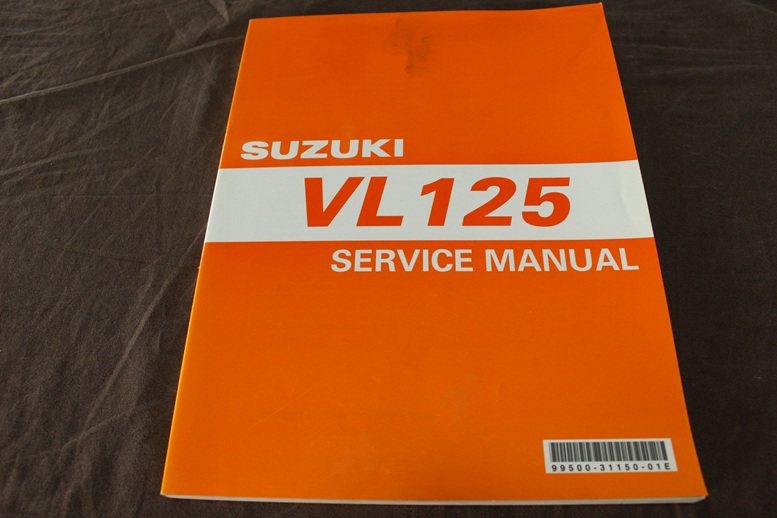 SUZUKI
VL125
SERVICE MANUAL
99500-31150-01E